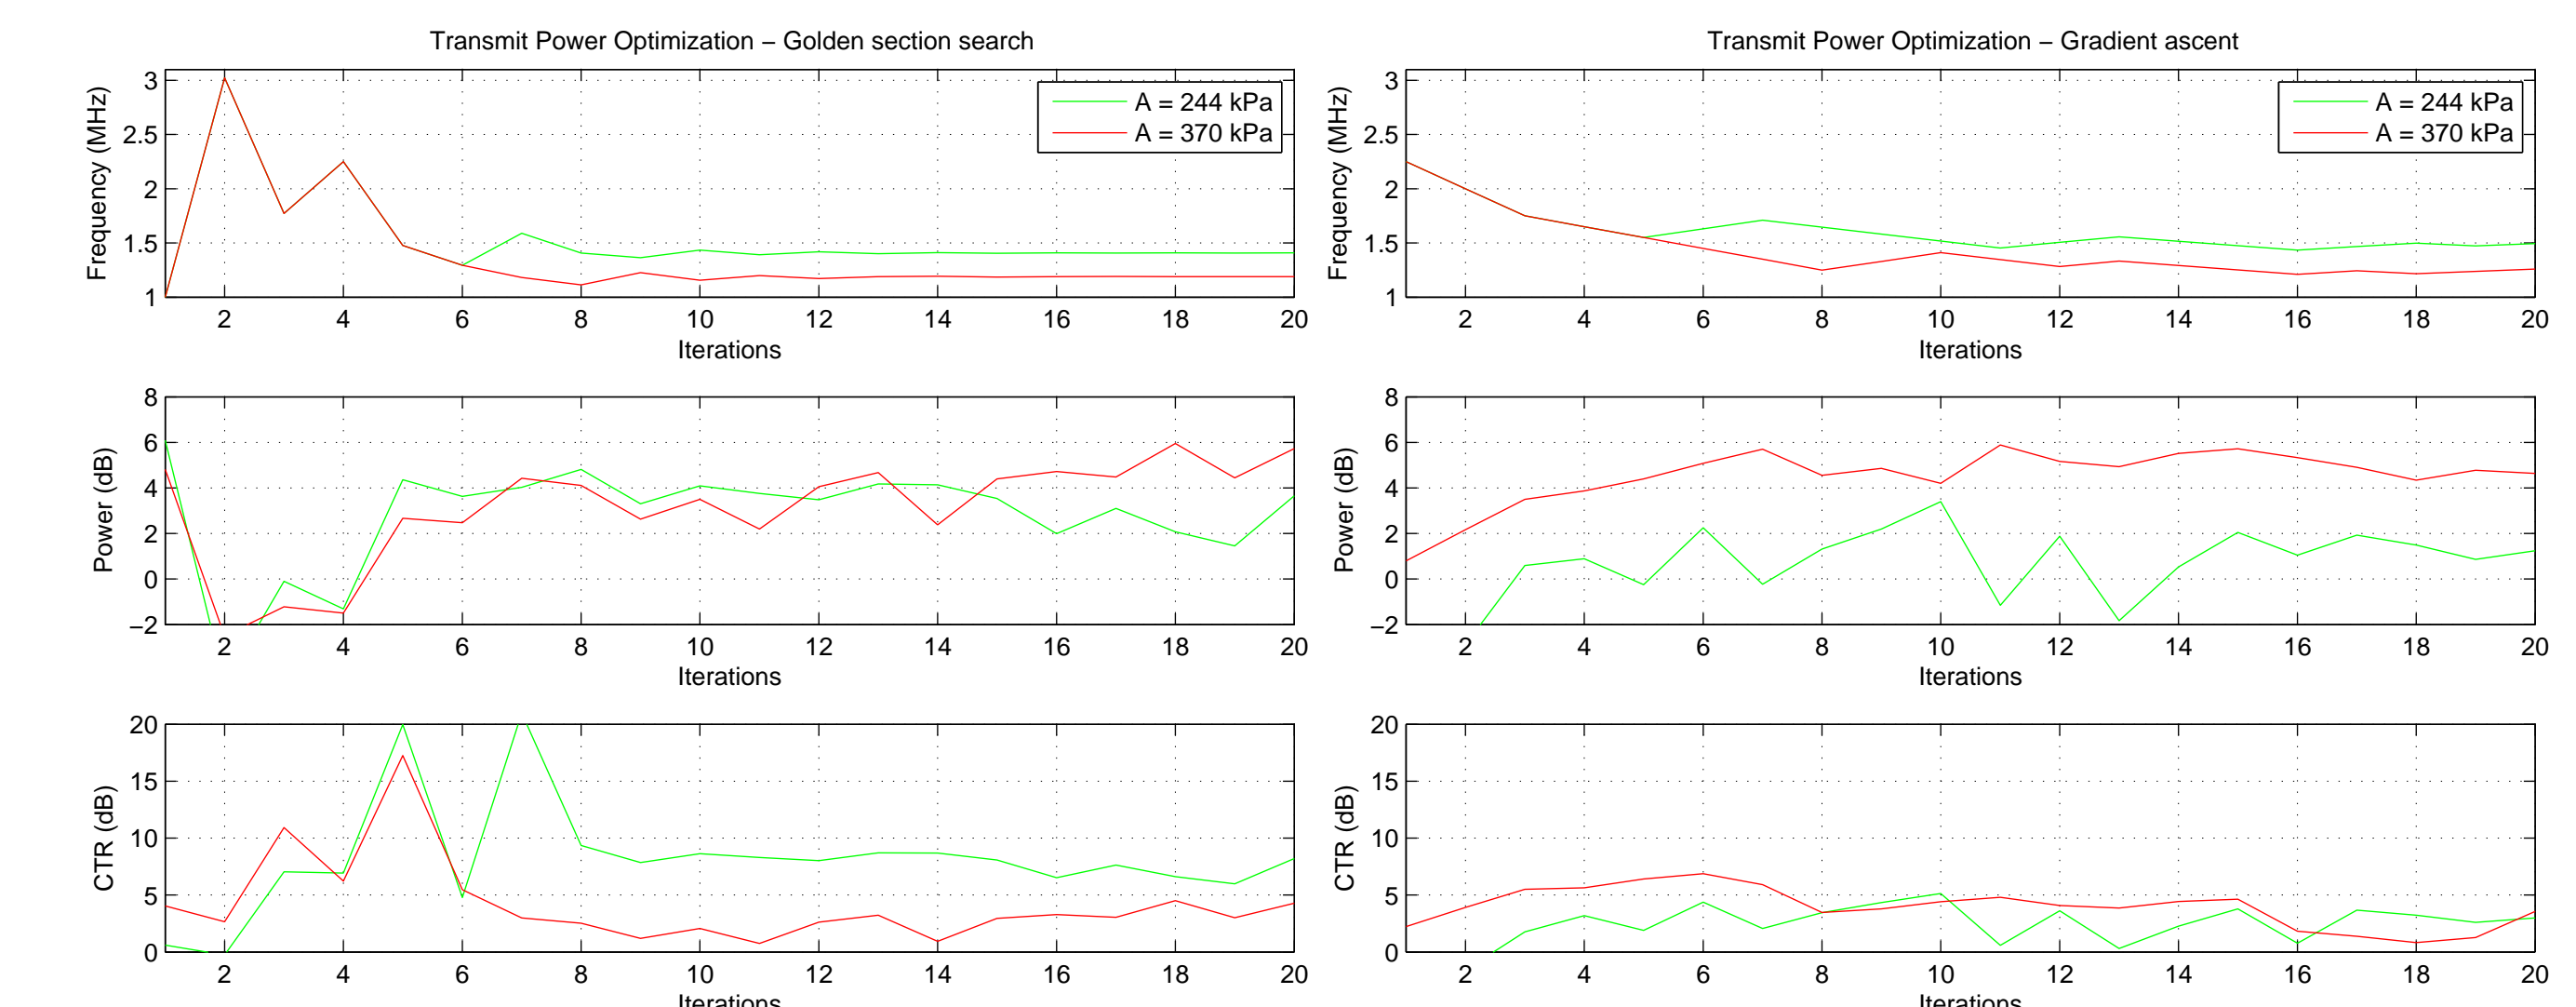 Transmit Power Optimization − Golden section search
3
2.5
2
1.5
1
Frequency (MHz)
A = 244 kPa
A = 370 kPa
2 4 6 8 10 12 14 16 18 20
Iterations
8
6
4
2
0
−2
Power (dB)
2 4 6 8 10 12 14 16 18 20
Iterations
20
15
10
5
0
CTR (dB)
2 4 6 8 10 12 14 16 18 20
Iterations
Transmit Power Optimization − Gradient ascent
3
2.5
2
1.5
1
Frequency (MHz)
A = 244 kPa
A = 370 kPa
2 4 6 8 10 12 14 16 18 20
Iterations
8
6
4
2
0
−2
Power (dB)
2 4 6 8 10 12 14 16 18 20
Iterations
20
15
10
5
0
CTR (dB)
2 4 6 8 10 12 14 16 18 20
Iterations